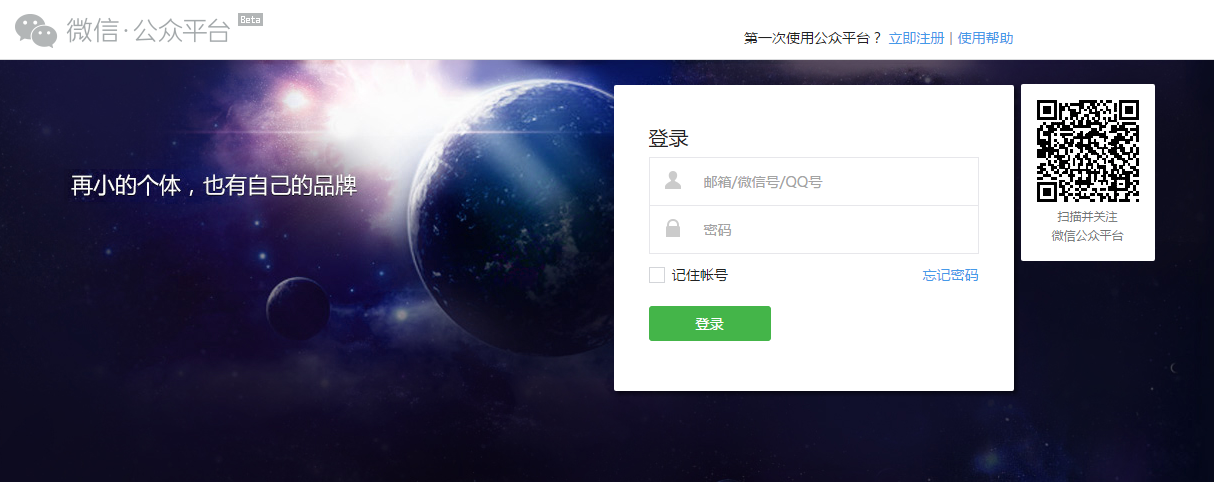 微信·公众平台 Beta
第一次使用公众平台？ 立即注册 | 使用帮助
再小的个体，也有自己的品牌
登录
邮箱/微信号/QQ号
密码
记住帐号 忘记密码
登录
扫描并关注
微信公众平台